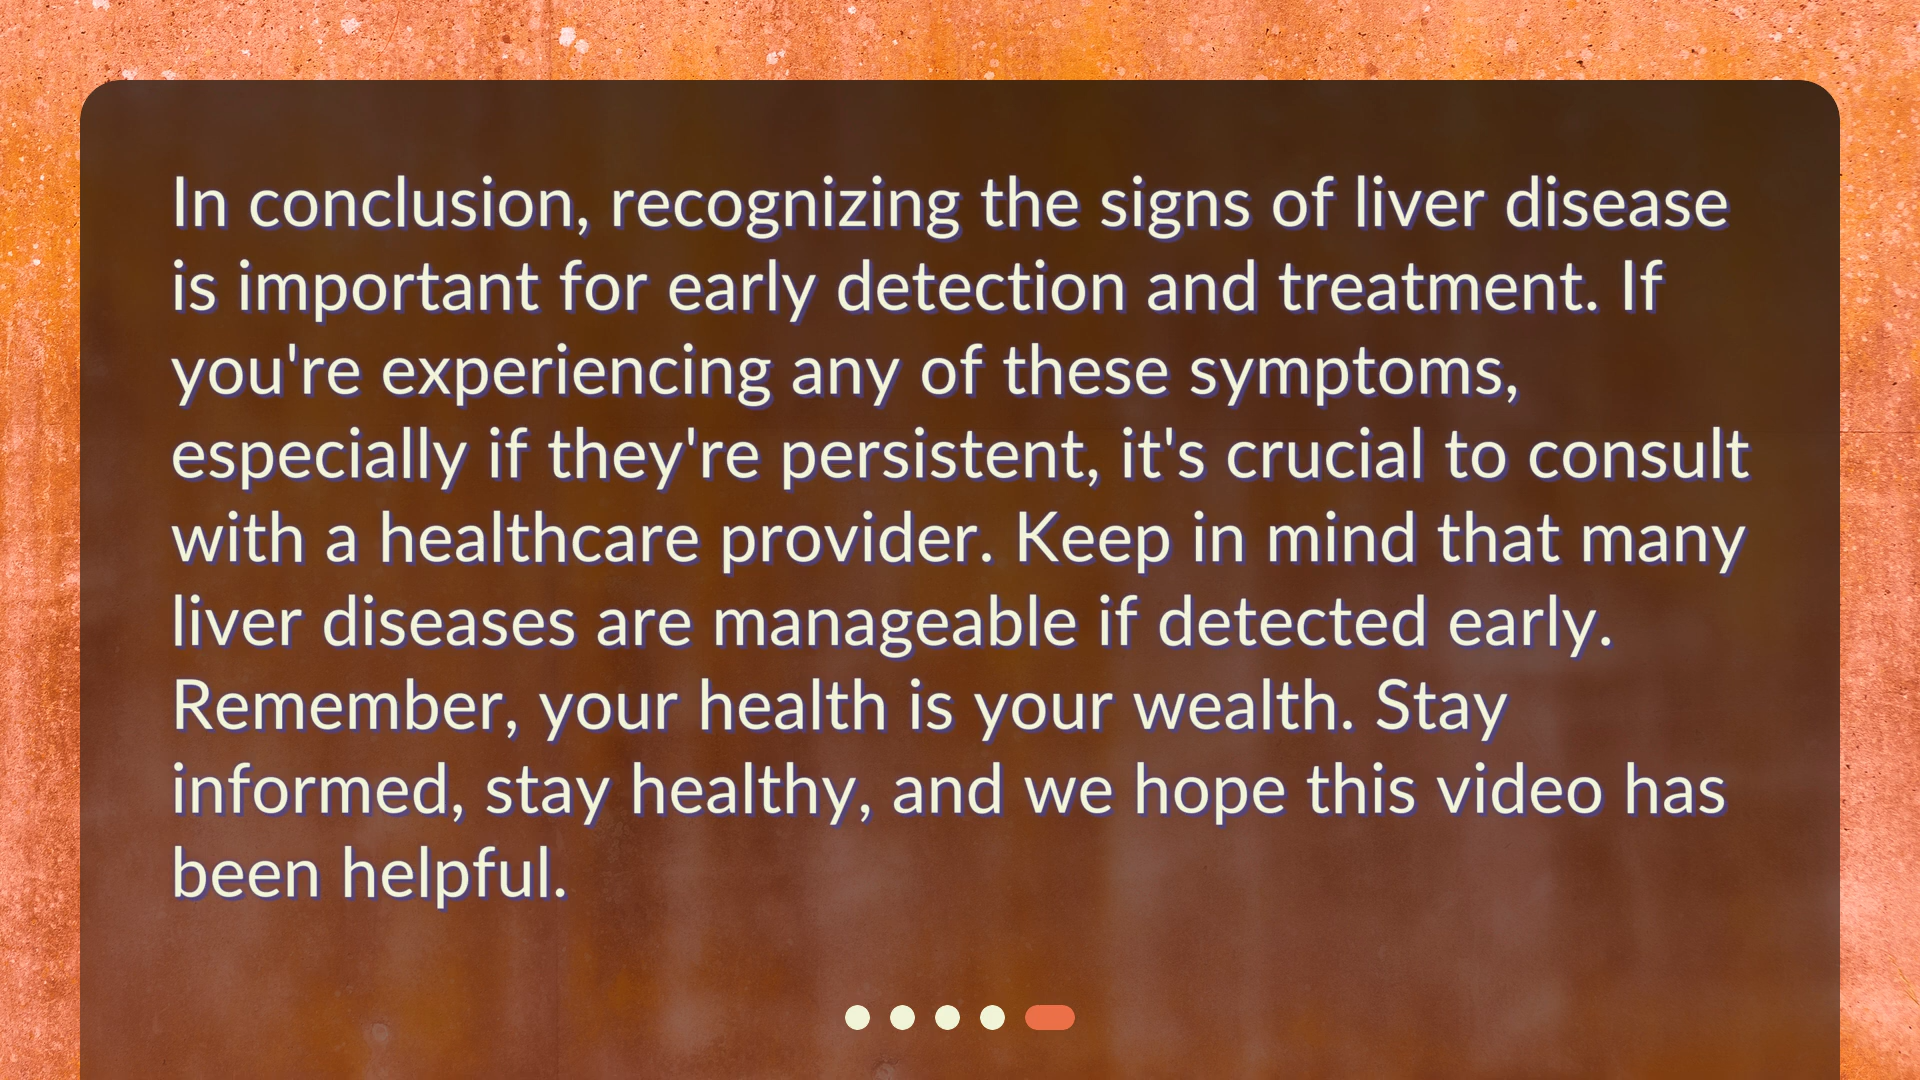 In conclusion, recognizing the signs of liver disease
is important for early detection and treatment. If
you're experiencing any of these symptoms,
especially if they're persistent, it's crucial to consult
with a healthcare provider. Keep in mind that many
liver diseases are manageable if detected early.
Remember, your health is your wealth. Stay
informed, stay healthy, and we hope this video has
been helpful.